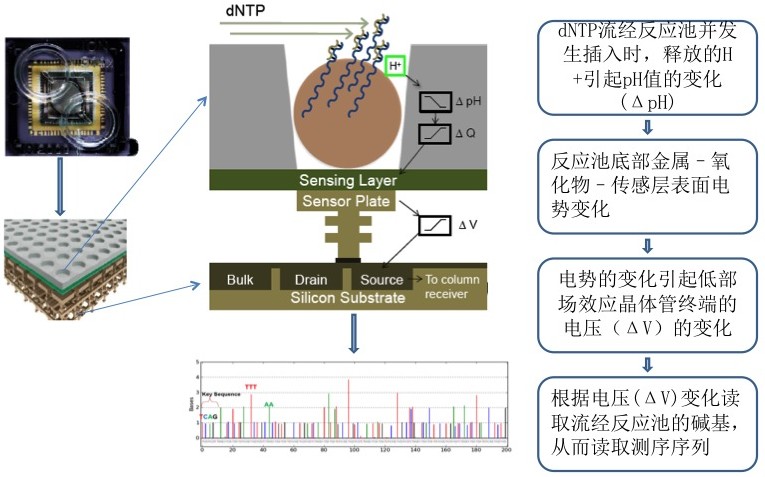 dNTP
H⁺
Δ pH
Δ Q
Sensing Layer
Sensor Plate
Δ V
Bulk
Drain
Source
To column
receiver
Silicon Substrate
5
4
3
2
1
0
Bases
Key Sequence
TCAG
TTT
AA
0
20
40
60
80
100
120
140
160
180
200
dNTP流经反应池并发
生插入时，释放的H
+引起pH值的变化
(ΔpH)
反应池底部金属–氧
化物–传感层表面电
势变化
电势的变化引起低部
场效应晶体管终端的
电压（ΔV）的变化
根据电压(ΔV)变化读
取流经反应池的碱基，
从而读取测序序列